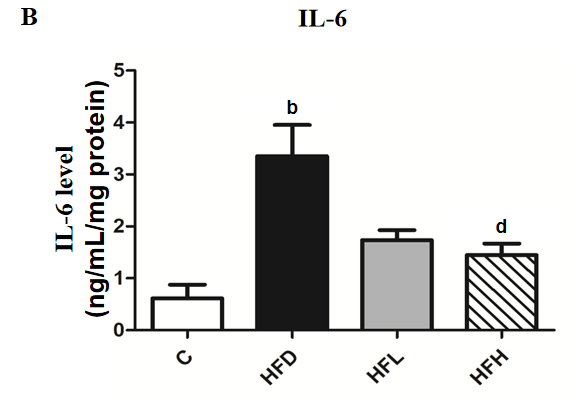 B
IL-6
IL-6 level
(ng/mL/mg protein)
5
4
3
2
1
0
b
d
C
HFD
HFL
HFH